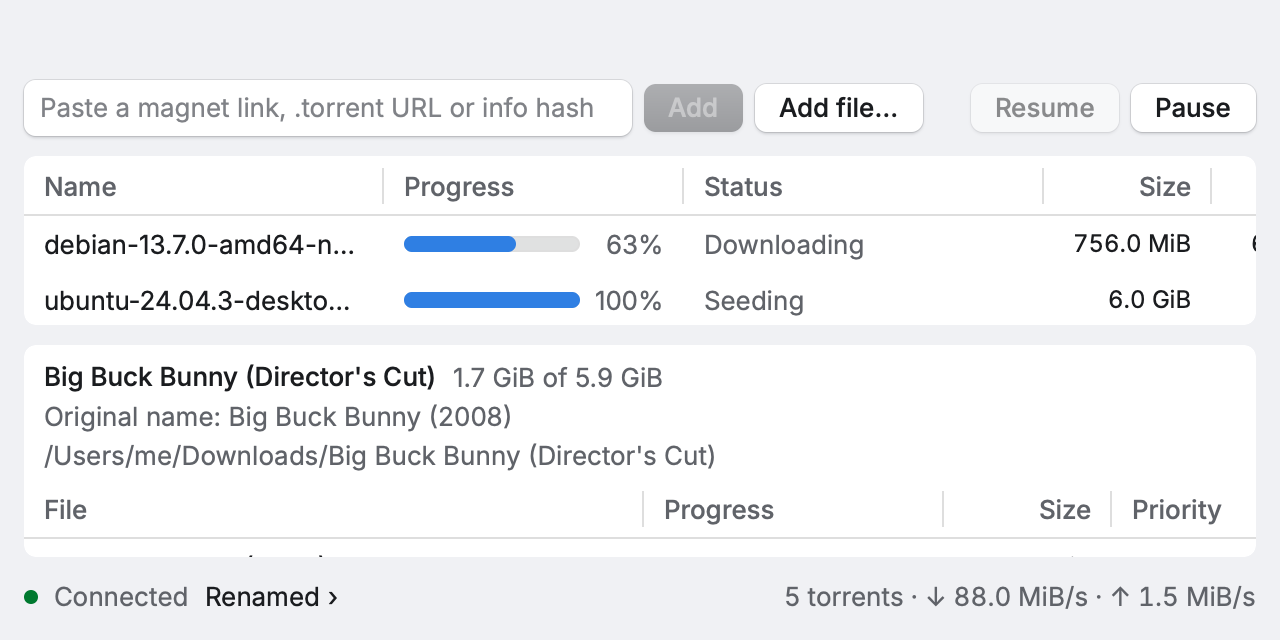 Paste a magnet link, .torrent URL or info hash Add Add file... Resume Pause
Name Progress Status Size
debian-13.7.0-amd64-n... 63% Downloading 756.0 MiB
ubuntu-24.04.3-deskto... 100% Seeding 6.0 GiB
Big Buck Bunny (Director's Cut) 1.7 GiB of 5.9 GiB
Original name: Big Buck Bunny (2008)
/Users/me/Downloads/Big Buck Bunny (Director's Cut)
File Progress Size Priority
Connected Renamed › 5 torrents · ↓ 88.0 MiB/s · ↑ 1.5 MiB/s